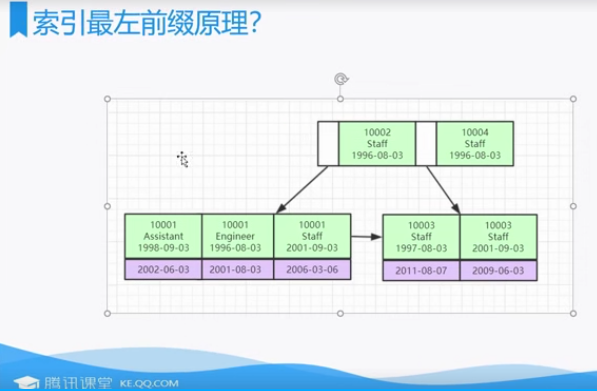 索引最左前缀原理?
10002
Staff
1996-08-03
10004
Staff
1996-08-03
10001
Assistant
1998-09-03
2002-06-03
10001
Engineer
1996-08-03
2001-08-03
10001
Staff
2001-09-03
2006-03-06
10003
Staff
1997-08-03
2011-08-07
10003
Staff
2001-09-03
2009-06-03
腾讯课堂 KE.QQ.COM